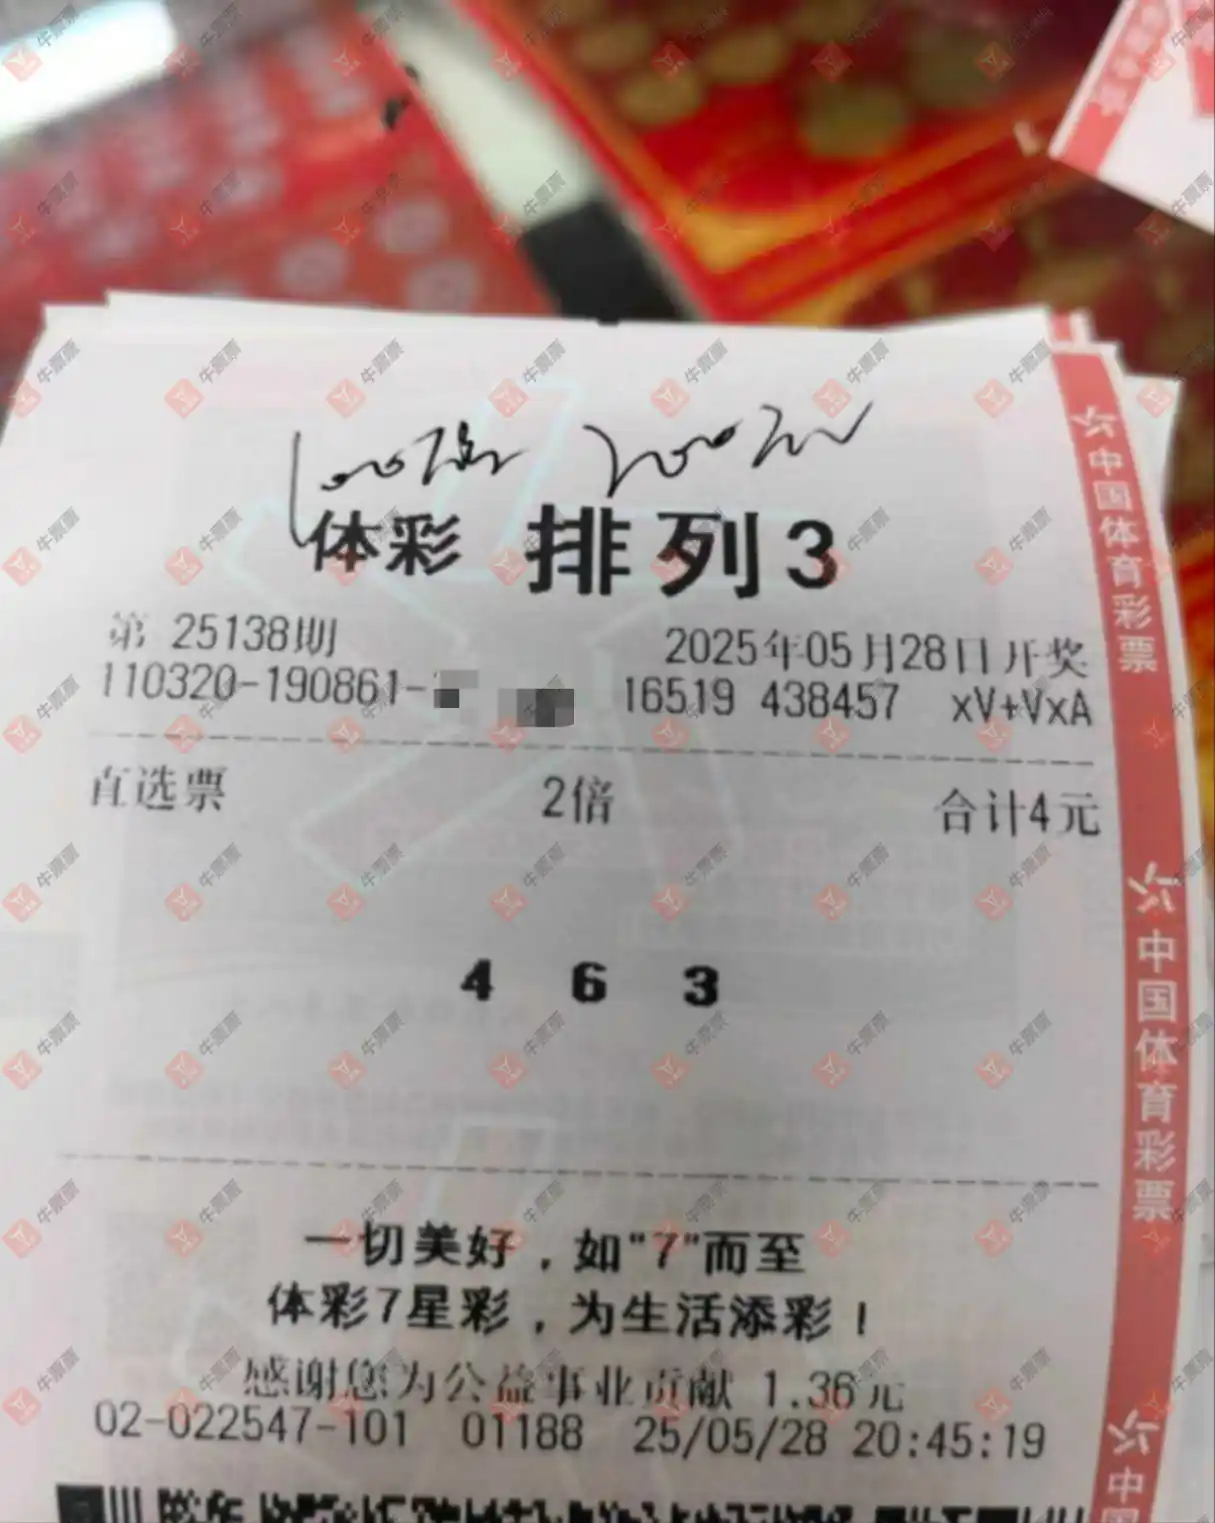 体彩 排列3
第 25138期 2025年05月28日开奖
110320-190861- 16519 438457 xV+VxA
直选票 2倍 合计4元
4 6 3
一切美好，如“7”而至
体彩7星彩，为生活添彩！
感谢您为公益事业贡献 1.36元
02-022547-101 01188 25/05/28 20:45:19
中国体育彩票
中国体育彩票
中国
牛票票